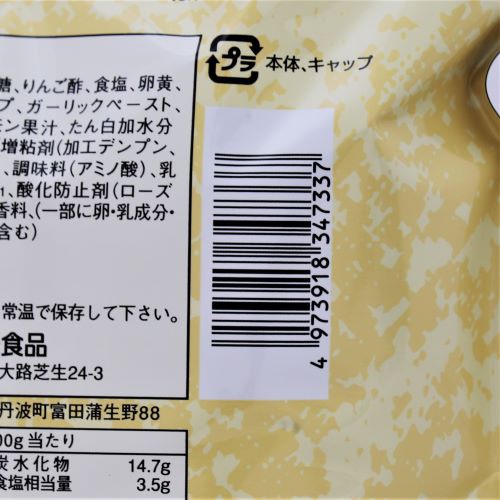 プラ
本体、キャップ
糖、りんご酢、食塩、卵黄、
プ、ガーリックペースト、
モン果汁、たん白加水分
増粘剤(加工デンプン、
、調味料(アミノ酸)、乳
、酸化防止剤(ローズ
香料、(一部に卵・乳成分・
含む)
常温で保存して下さい。
食品
大路芝生24-3
丹波町富田蒲生野88
00g当たり
炭水化物 14.7g
食塩相当量 3.5g
4 973918 347337